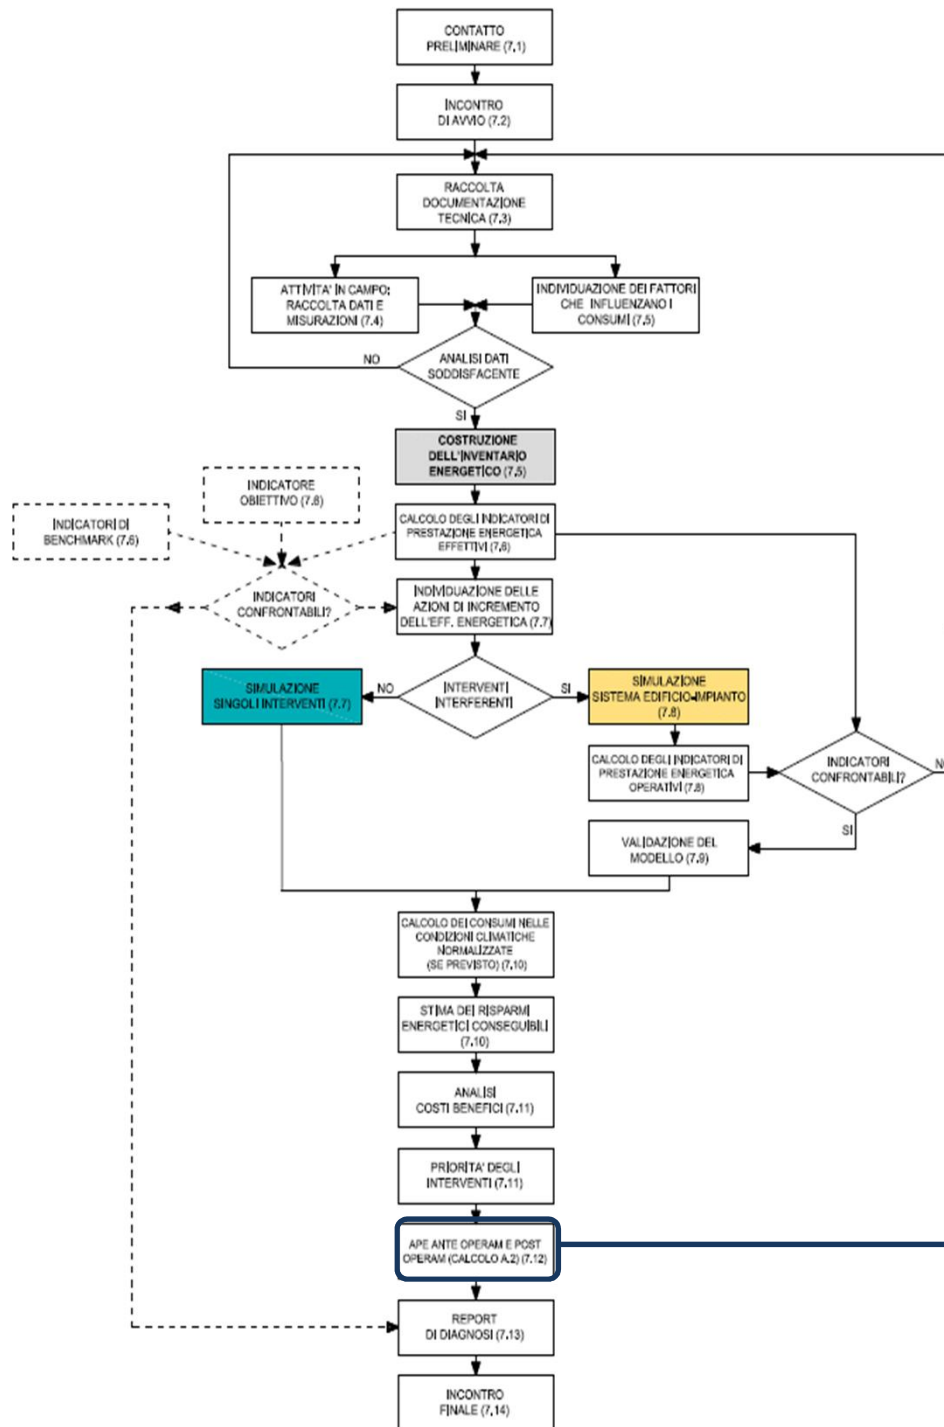 CONTATTO
PRELIMINARE (7.1)
INCONTRO
DI AVVIO (7.2)
RACCOLTA
DOCUMENTAZIONE
TECNICA (7.3)
ATTIVITA' IN CAMPO:
RACCOLTA DATI E
MISURAZIONI (7.4)
INDIVIDUAZIONE DEI FATTORI
CHE INFLUENZANO I
CONSUMI (7.5)
NO
ANALISI DATI
SODDISFACENTE
SI
COSTRUZIONE
DELL'INVENTARIO
ENERGETICO (7.5)
INDICATORE
OBIETTIVO (7.6)
INDICATORI DI
BENCHMARK (7.6)
CALCOLO DEGLI INDICATORI DI
PRESTAZIONE ENERGETICA
EFFETTIVI (7.6)
INDICATORI
CONFRONTABILI?
INDIVIDUAZIONE DELLE
AZIONI DI INCREMENTO
DELL'EFF. ENERGETICA (7.7)
SIMULAZIONE
SINGOLI INTERVENTI (7.7)
NO
INTERVENTI
INTERFERENTI
SI
SIMULAZIONE
SISTEMA EDIFICIO-IMPIANTO
(7.8)
CALCOLO DEGLI INDICATORI DI
PRESTAZIONE ENERGETICA
OPERATIVI (7.8)
INDICATORI
CONFRONTABILI?
NO
SI
VALIDAZIONE DEL
MODELLO (7.9)
CALCOLO DEI CONSUMI NELLE
CONDIZIONI CLIMATICHE
NORMALIZZATE
(SE PREVISTO) (7.10)
STIMA DEI RISPARMI
ENERGETICI CONSEGUIBILI
(7.10)
ANALISI
COSTI BENEFICI (7.11)
PRIORITA' DEGLI
INTERVENTI (7.11)
APE ANTE OPERAM E POST
OPERAM (CALCOLO A.2) (7.12)
REPORT
DI DIAGNOSI (7.13)
INCONTRO
FINALE (7.14)